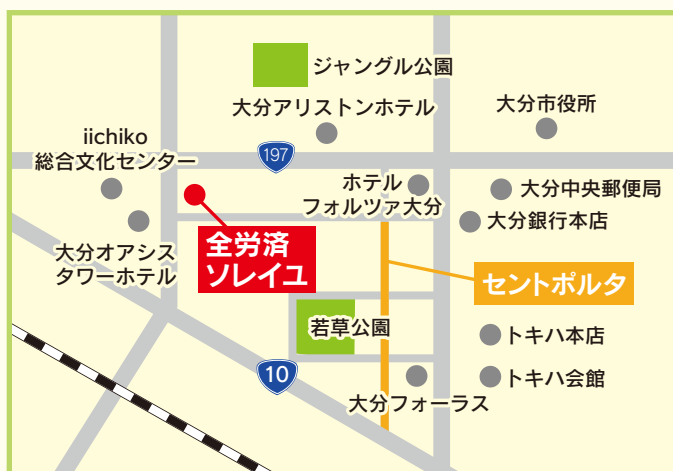 ジャングル公園
大分アリストンホテル
大分市役所
iichiko
総合文化センター
197
ホテル
フォルツァ大分
大分中央郵便局
大分銀行本店
全労済
ソレイユ
大分オアシス
タワーホテル
セントポルタ
若草公園
トキハ本店
10
トキハ会館
大分フォーラス